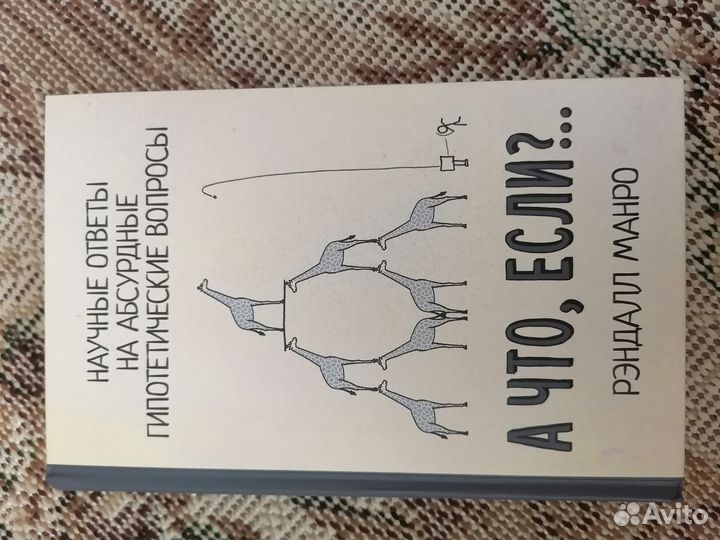 НАУЧНЫЕ ОТВЕТЫ
НА АБСУРДНЫЕ
ГИПОТЕТИЧЕСКИЕ ВОПРОСЫ
А ЧТО, ЕСЛИ?...
РЭНДАЛЛ МАНРО
Avito